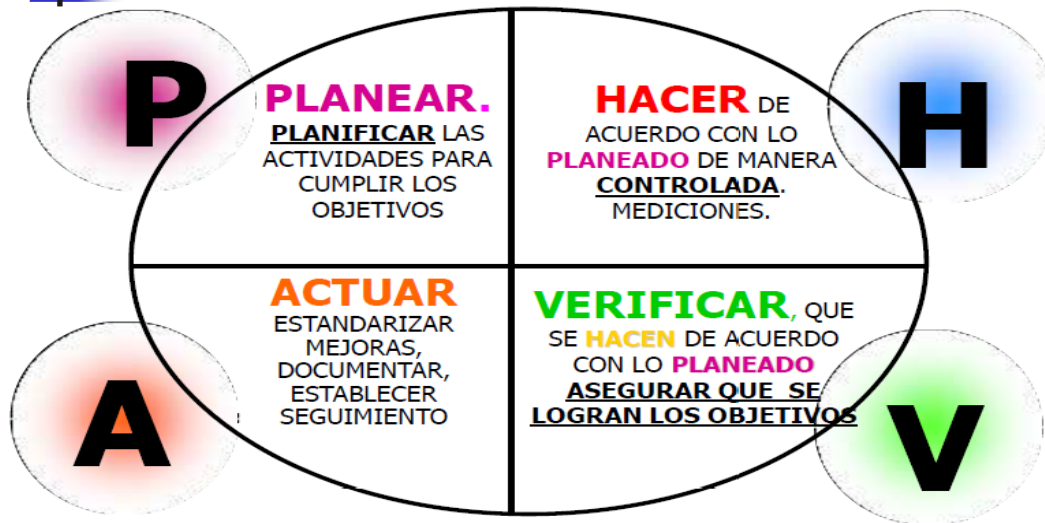 P
PLANEAR.
PLANIFICAR LAS
ACTIVIDADES PARA
CUMPLIR LOS
OBJETIVOS
H
HACER DE
ACUERDO CON LO
PLANEADO DE MANERA
CONTROLADA.
MEDICIONES.
A
ACTUAR
ESTANDARIZAR
MEJORAS,
DOCUMENTAR,
ESTABLECER
SEGUIMIENTO
V
VERIFICAR, QUE
SE HACEN DE ACUERDO
CON LO PLANEADO
ASEGURAR QUE SE
LOGRAN LOS OBJETIVOS